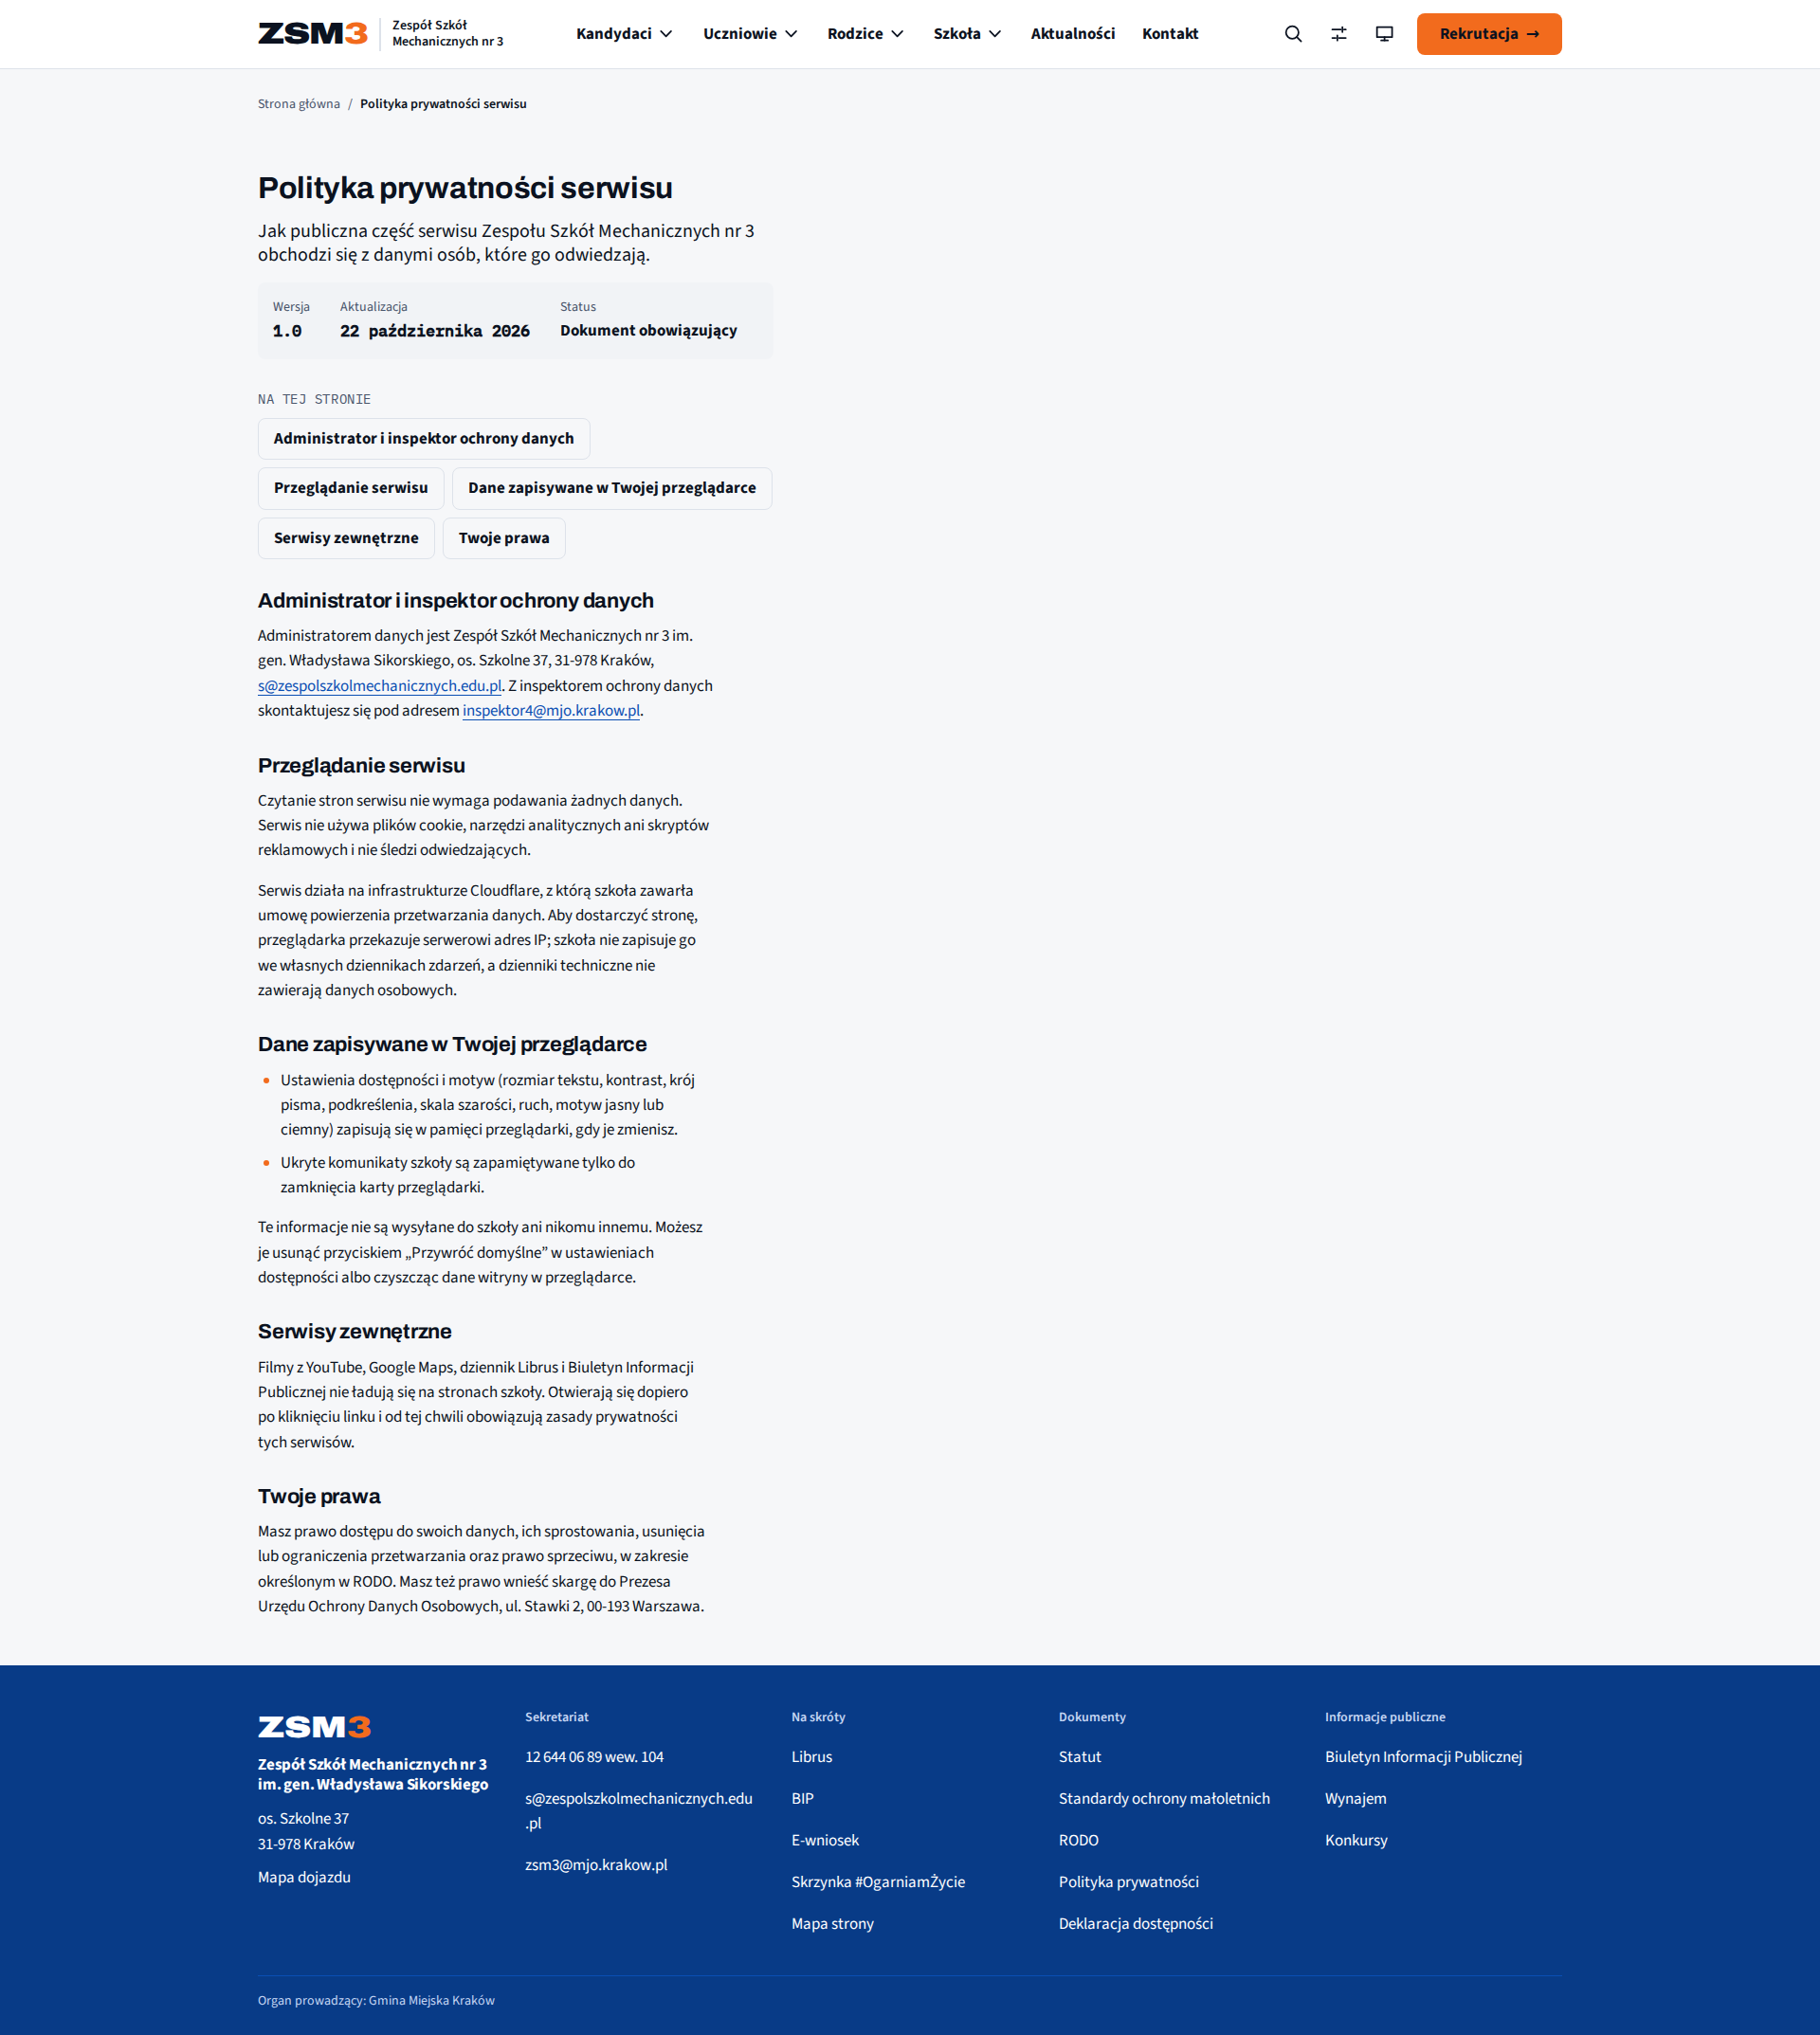 ZSM3
Zespół Szkół
Mechanicznych nr 3
Kandydaci
Uczniowie
Rodzice
Szkoła
Aktualności
Kontakt
Rekrutacja →
Strona główna / Polityka prywatności serwisu
Polityka prywatności serwisu
Jak publiczna część serwisu Zespołu Szkół Mechanicznych nr 3
obchodzi się z danymi osób, które go odwiedzają.
Wersja
1.0
Aktualizacja
22 października 2026
Status
Dokument obowiązujący
NA TEJ STRONIE
Administrator i inspektor ochrony danych
Przeglądanie serwisu
Dane zapisywane w Twojej przeglądarce
Serwisy zewnętrzne
Twoje prawa
Administrator i inspektor ochrony danych
Administratorem danych jest Zespół Szkół Mechanicznych nr 3 im.
gen. Władysława Sikorskiego, os. Szkolne 37, 31-978 Kraków,
s@zespolszkolmechanicznych.edu.pl. Z inspektorem ochrony danych
skontaktujesz się pod adresem inspektor4@mjo.krakow.pl.
Przeglądanie serwisu
Czytanie stron serwisu nie wymaga podawania żadnych danych.
Serwis nie używa plików cookie, narzędzi analitycznych ani skryptów
reklamowych i nie śledzi odwiedzających.
Serwis działa na infrastrukturze Cloudflare, z którą szkoła zawarła
umowę powierzenia przetwarzania danych. Aby dostarczyć stronę,
przeglądarka przekazuje serwerowi adres IP; szkoła nie zapisuje go
we własnych dziennikach zdarzeń, a dzienniki techniczne nie
zawierają danych osobowych.
Dane zapisywane w Twojej przeglądarce
Ustawienia dostępności i motyw (rozmiar tekstu, kontrast, krój
pisma, podkreślenia, skala szarości, ruch, motyw jasny lub
ciemny) zapisują się w pamięci przeglądarki, gdy je zmienisz.
Ukryte komunikaty szkoły są zapamiętywane tylko do
zamknięcia karty przeglądarki.
Te informacje nie są wysyłane do szkoły ani nikomu innemu. Możesz
je usunąć przyciskiem „Przywróć domyślne” w ustawieniach
dostępności albo czyszcząc dane witryny w przeglądarce.
Serwisy zewnętrzne
Filmy z YouTube, Google Maps, dziennik Librus i Biuletyn Informacji
Publicznej nie ładują się na stronach szkoły. Otwierają się dopiero
po kliknięciu linku i od tej chwili obowiązują zasady prywatności
tych serwisów.
Twoje prawa
Masz prawo dostępu do swoich danych, ich sprostowania, usunięcia
lub ograniczenia przetwarzania oraz prawo sprzeciwu, w zakresie
określonym w RODO. Masz też prawo wnieść skargę do Prezesa
Urzędu Ochrony Danych Osobowych, ul. Stawki 2, 00-193 Warszawa.
ZSM3
Zespół Szkół Mechanicznych nr 3
im. gen. Władysława Sikorskiego
os. Szkolne 37
31-978 Kraków
Mapa dojazdu
Sekretariat
12 644 06 89 wew. 104
s@zespolszkolmechanicznych.edu
.pl
zsm3@mjo.krakow.pl
Na skróty
Librus
BIP
E-wniosek
Skrzynka #OgarniamŻycie
Mapa strony
Dokumenty
Statut
Standardy ochrony małoletnich
RODO
Polityka prywatności
Deklaracja dostępności
Informacje publiczne
Biuletyn Informacji Publicznej
Wynajem
Konkursy
Organ prowadzący: Gmina Miejska Kraków